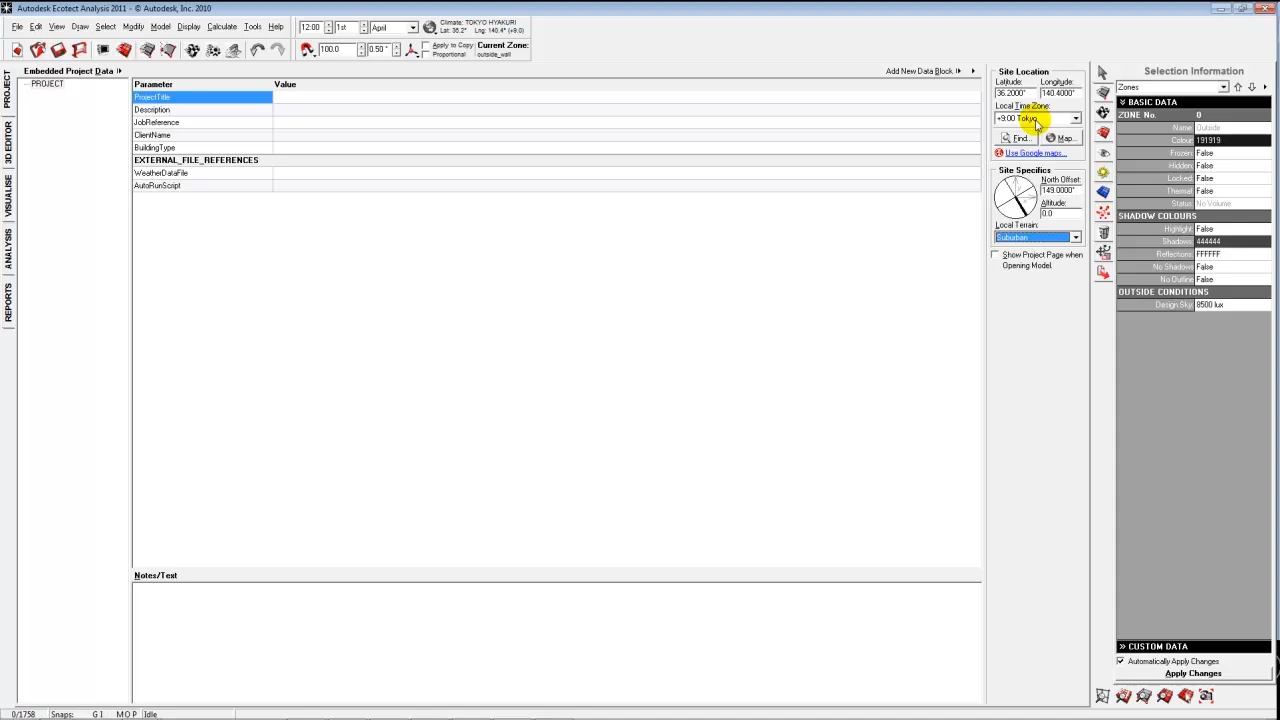 Autodesk Ecotect Analysis 2011 - © Autodesk, Inc. 2010
File Edit View Draw Select Modify Model Display Calculate Tools Help
12:00 1st April
Climate: TOKYO HYAKURI
Lat: 36.2° Lng: 140.4° (+9.0)
100.0 0.50° Apply to Copy
Proportional
Current Zone:
outside_wall
PROJECT
3D EDITOR
VISUALISE
ANALYSIS
REPORTS
Embedded Project Data
PROJECT
Add New Data Block
Parameter Value
ProjectTitle
Description
JobReference
ClientName
BuildingType
EXTERNAL_FILE_REFERENCES
WeatherDataFile
AutoRunScript
Notes/Text
Site Location
Latitude: Longitude:
36.2000° 140.4000°
Local Time Zone:
+9:00 Tokyo
Find... Map...
Use Google maps...
Site Specifics
North Offset:
149.0000°
Altitude:
0.0
Local Terrain:
Suburban
Show Project Page when
Opening Model.
Selection Information
Zones
BASIC DATA
ZONE No. 0
Name: Outside
Colour: 191919
Frozen: False
Hidden: False
Locked: False
Thermal: False
Status: No Volume
SHADOW COLOURS
Highlight: False
Shadows: 444444
Reflections: FFFFFF
No Shadows: False
No Outline: False
OUTSIDE CONDITIONS
Design Sky: 8500 lux
CUSTOM DATA
Automatically Apply Changes
Apply Changes
0/1758 Snaps: G I M O P Idle